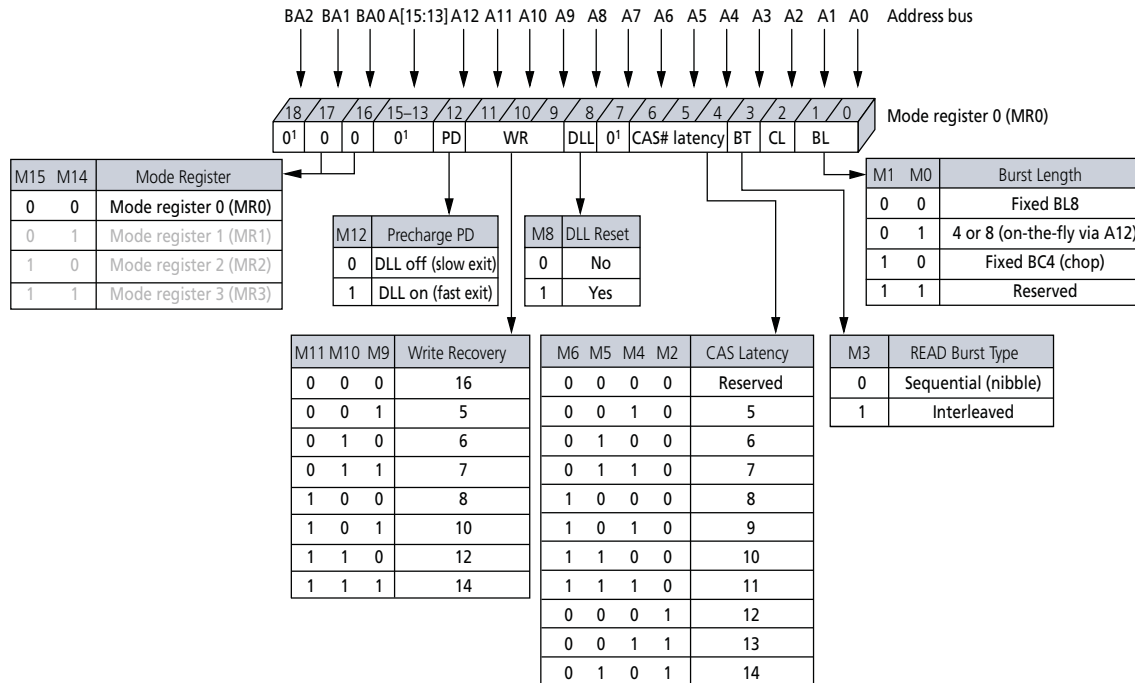 BA2 BA1 BA0 A[15:13] A12 A11 A10 A9 A8 A7 A6 A5 A4 A3 A2 A1 A0 Address bus
18 17 16 15–13 12 11 10 9 8 7 6 5 4 3 2 1 0 Mode register 0 (MR0)
0¹ 0 0 0¹ PD WR DLL 0¹ CAS# latency BT CL BL
M15 M14 Mode Register
0 0 Mode register 0 (MR0)
0 1 Mode register 1 (MR1)
1 0 Mode register 2 (MR2)
1 1 Mode register 3 (MR3)
M12 Precharge PD
0 DLL off (slow exit)
1 DLL on (fast exit)
M8 DLL Reset
0 No
1 Yes
M1 M0 Burst Length
0 0 Fixed BL8
0 1 4 or 8 (on-the-fly via A12)
1 0 Fixed BC4 (chop)
1 1 Reserved
M11 M10 M9 Write Recovery
0 0 0 16
0 0 1 5
0 1 0 6
0 1 1 7
1 0 0 8
1 0 1 10
1 1 0 12
1 1 1 14
M6 M5 M4 M2 CAS Latency
0 0 0 0 Reserved
0 0 1 0 5
0 1 0 0 6
0 1 1 0 7
1 0 0 0 8
1 0 1 0 9
1 1 0 0 10
1 1 1 0 11
0 0 0 1 12
0 0 1 1 13
0 1 0 1 14
M3 READ Burst Type
0 Sequential (nibble)
1 Interleaved